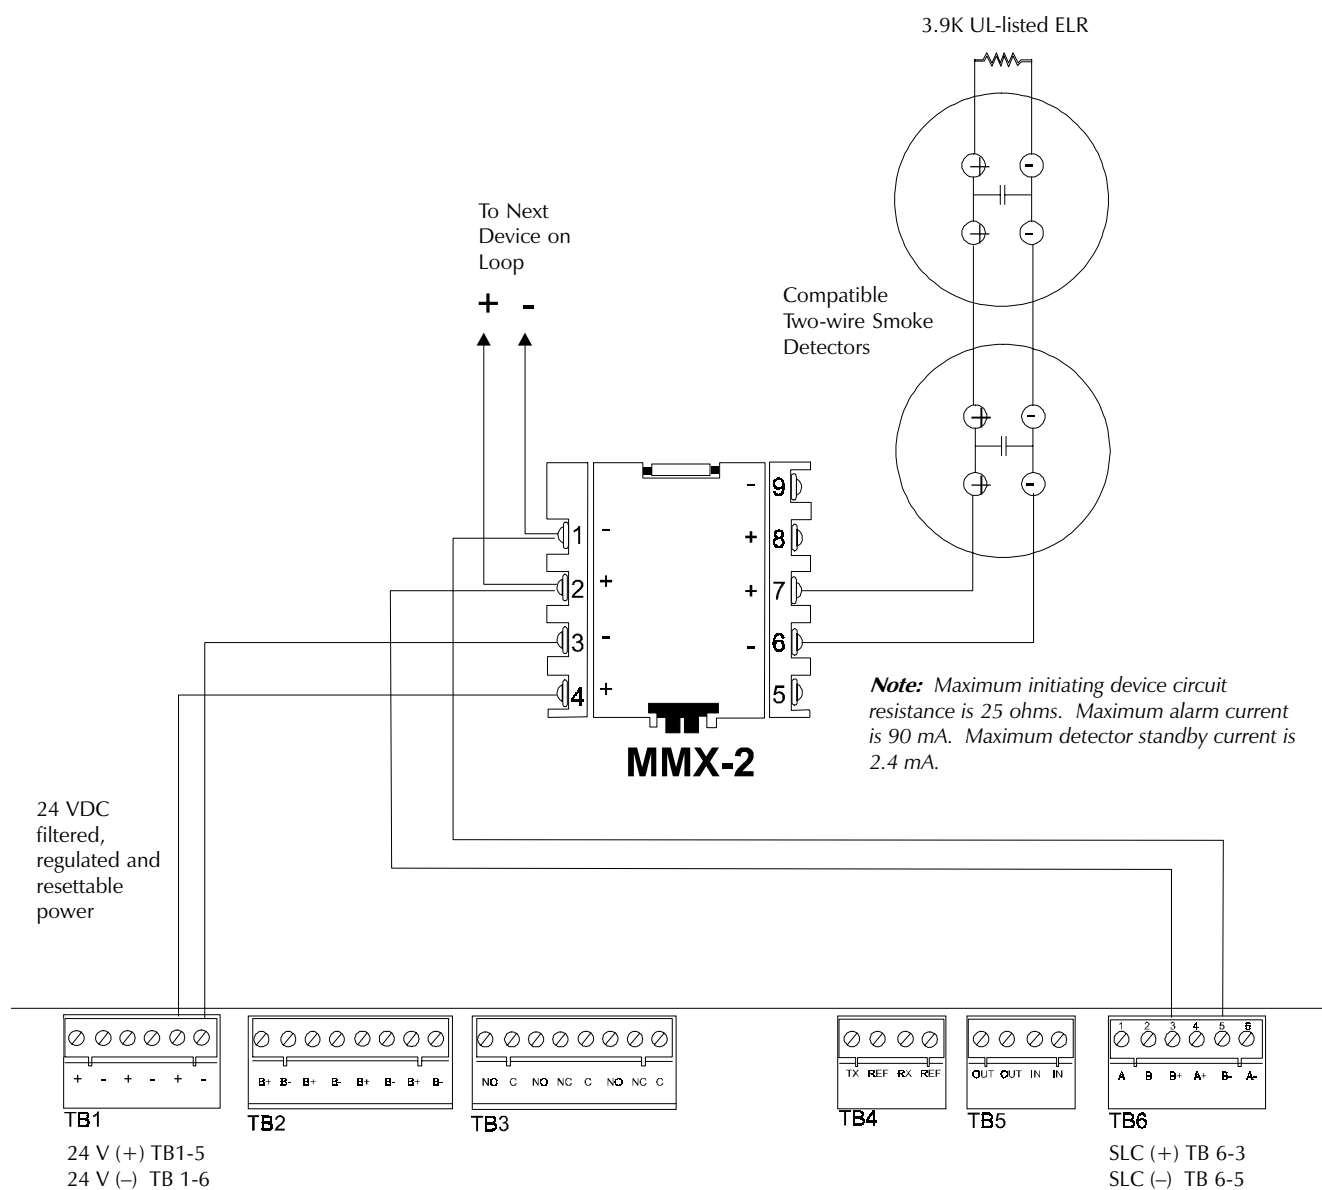 3.9K UL-listed ELR
To Next
Device on
Loop
+ -
Compatible
Two-wire Smoke
Detectors
+ -
+ -
+ -
+ -
1 -
2 +
3 -
4 +
- 9
+ 8
+ 7
- 6
5
MMX-2
Note: Maximum initiating device circuit
resistance is 25 ohms. Maximum alarm current
is 90 mA. Maximum detector standby current is
2.4 mA.
24 VDC
filtered,
regulated and
resettable
power
+ - + - + -
TB1
24 V (+) TB1-5
24 V (–) TB 1-6
B+ B- B+ B- B+ B- B+ B-
TB2
NO C NO NC C NO NC C
TB3
TX REF RX REF
TB4
OUT OUT IN IN
TB5
1 2 3 4 5 6
A B B+ A+ B- A-
TB6
SLC (+) TB 6-3
SLC (–) TB 6-5